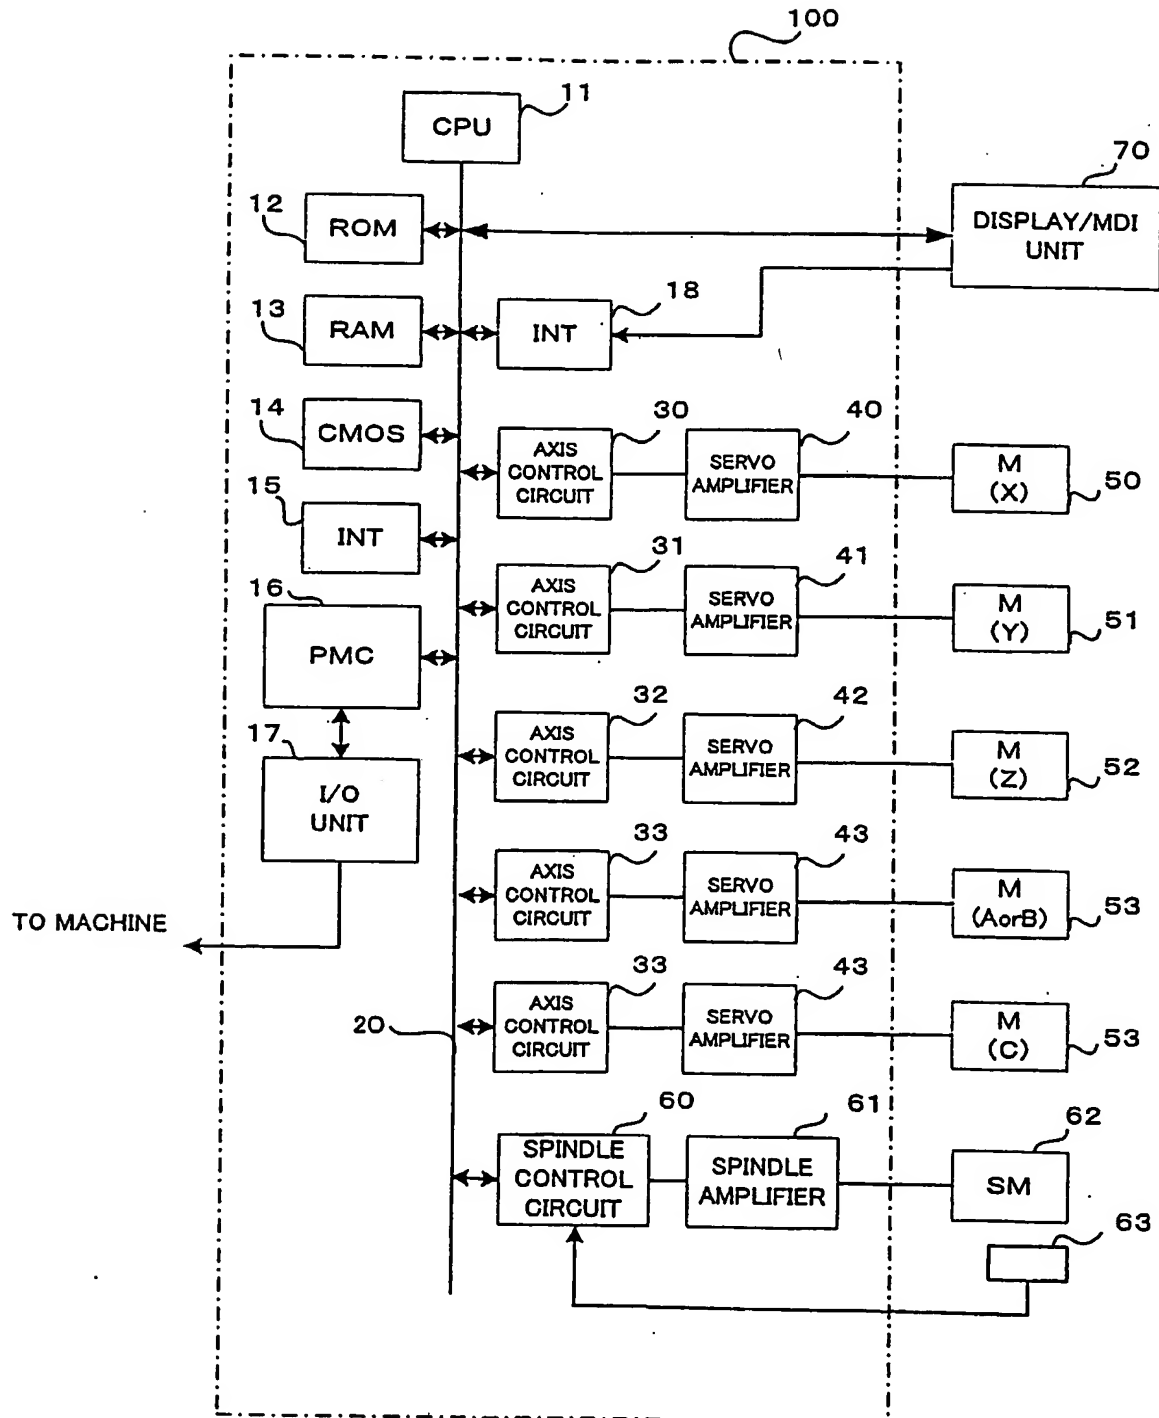 100
11
CPU
70
12
ROM
DISPLAY/MDI
UNIT
13
RAM
18
INT
14
CMOS
30
AXIS
CONTROL
CIRCUIT
40
SERVO
AMPLIFIER
M
(X)
50
15
INT
31
AXIS
CONTROL
CIRCUIT
41
SERVO
AMPLIFIER
M
(Y)
51
16
PMC
32
AXIS
CONTROL
CIRCUIT
42
SERVO
AMPLIFIER
M
(Z)
52
17
I/O
UNIT
33
AXIS
CONTROL
CIRCUIT
43
SERVO
AMPLIFIER
M
(AorB)
53
TO MACHINE
33
AXIS
CONTROL
CIRCUIT
43
SERVO
AMPLIFIER
M
(C)
53
20
60
SPINDLE
CONTROL
CIRCUIT
61
SPINDLE
AMPLIFIER
62
SM
63